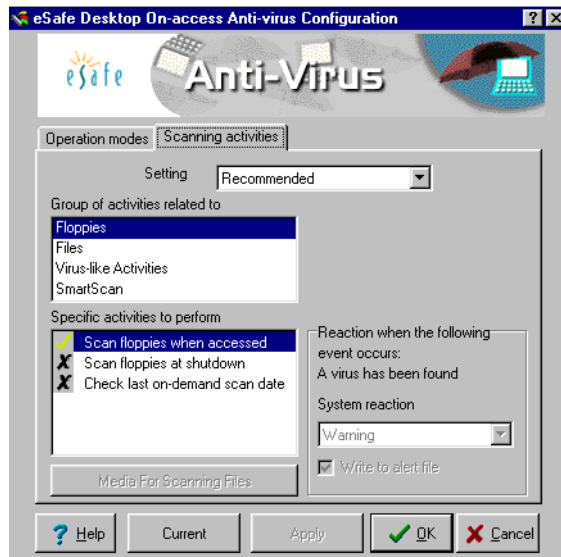 eSafe Desktop On-access Anti-virus Configuration
eSafe
Anti-Virus
Operation modes
Scanning activities
Setting
Recommended
Group of activities related to
Floppies
Files
Virus-like Activities
SmartScan
Specific activities to perform
Scan floppies when accessed
Scan floppies at shutdown
Check last on-demand scan date
Media For Scanning Files
Reaction when the following
event occurs:
A virus has been found
System reaction
Warning
Write to alert file
Help
Current
Apply
OK
Cancel